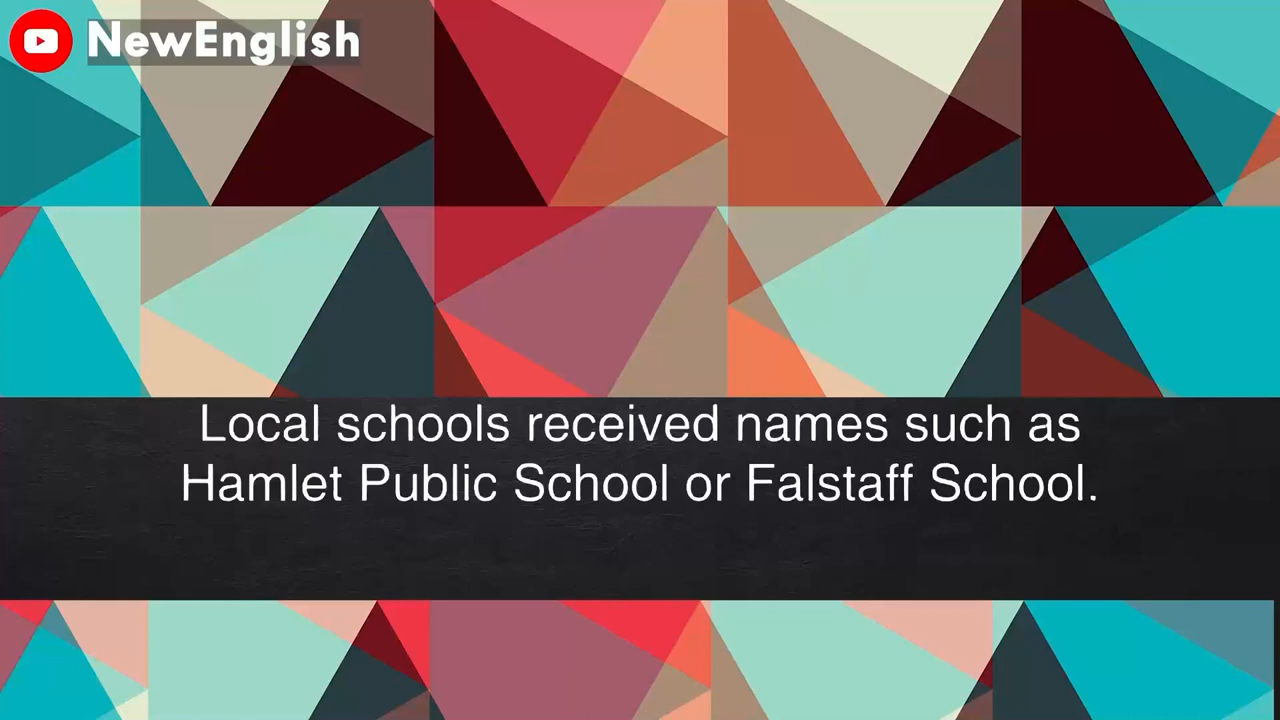 NewEnglish
Local schools received names such as
Hamlet Public School or Falstaff School.